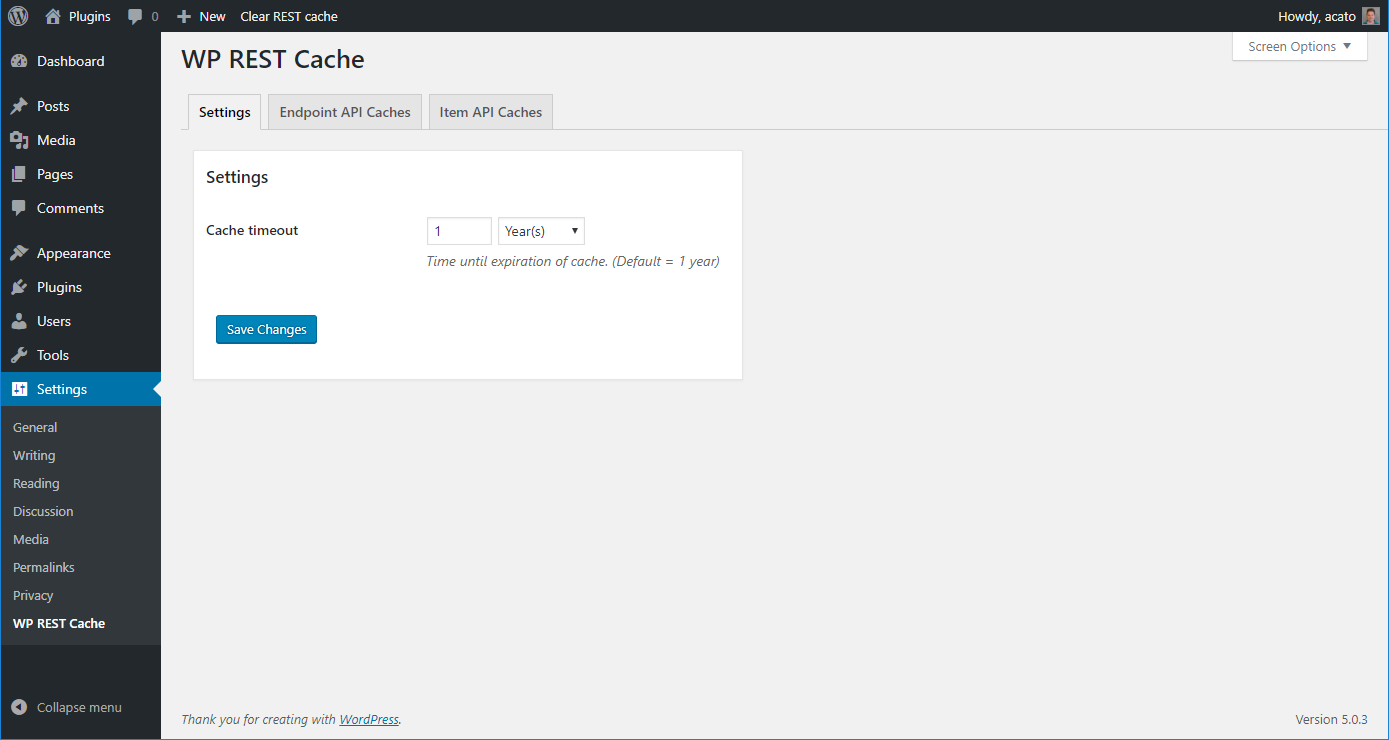 Plugins 0 New Clear REST cache Howdy, acato
Screen Options ▼
Dashboard
Posts
Media
Pages
Comments
Appearance
Plugins
Users
Tools
Settings
General
Writing
Reading
Discussion
Media
Permalinks
Privacy
WP REST Cache
Collapse menu
WP REST Cache
Settings Endpoint API Caches Item API Caches
Settings
Cache timeout 1 Year(s)
Time until expiration of cache. (Default = 1 year)
Save Changes
Thank you for creating with WordPress. Version 5.0.3